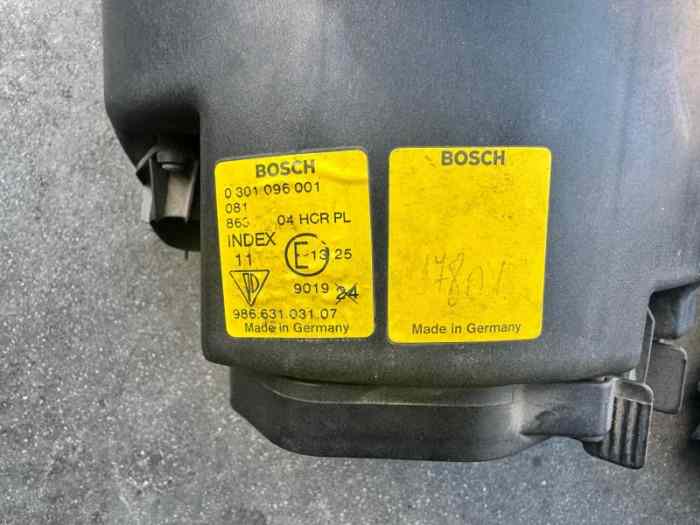 BOSCH
0 301 096 001
081
863 04 HCR PL
INDEX
11 E 13 25
9019 24
986.631.031.07
Made in Germany
BOSCH
Made in Germany